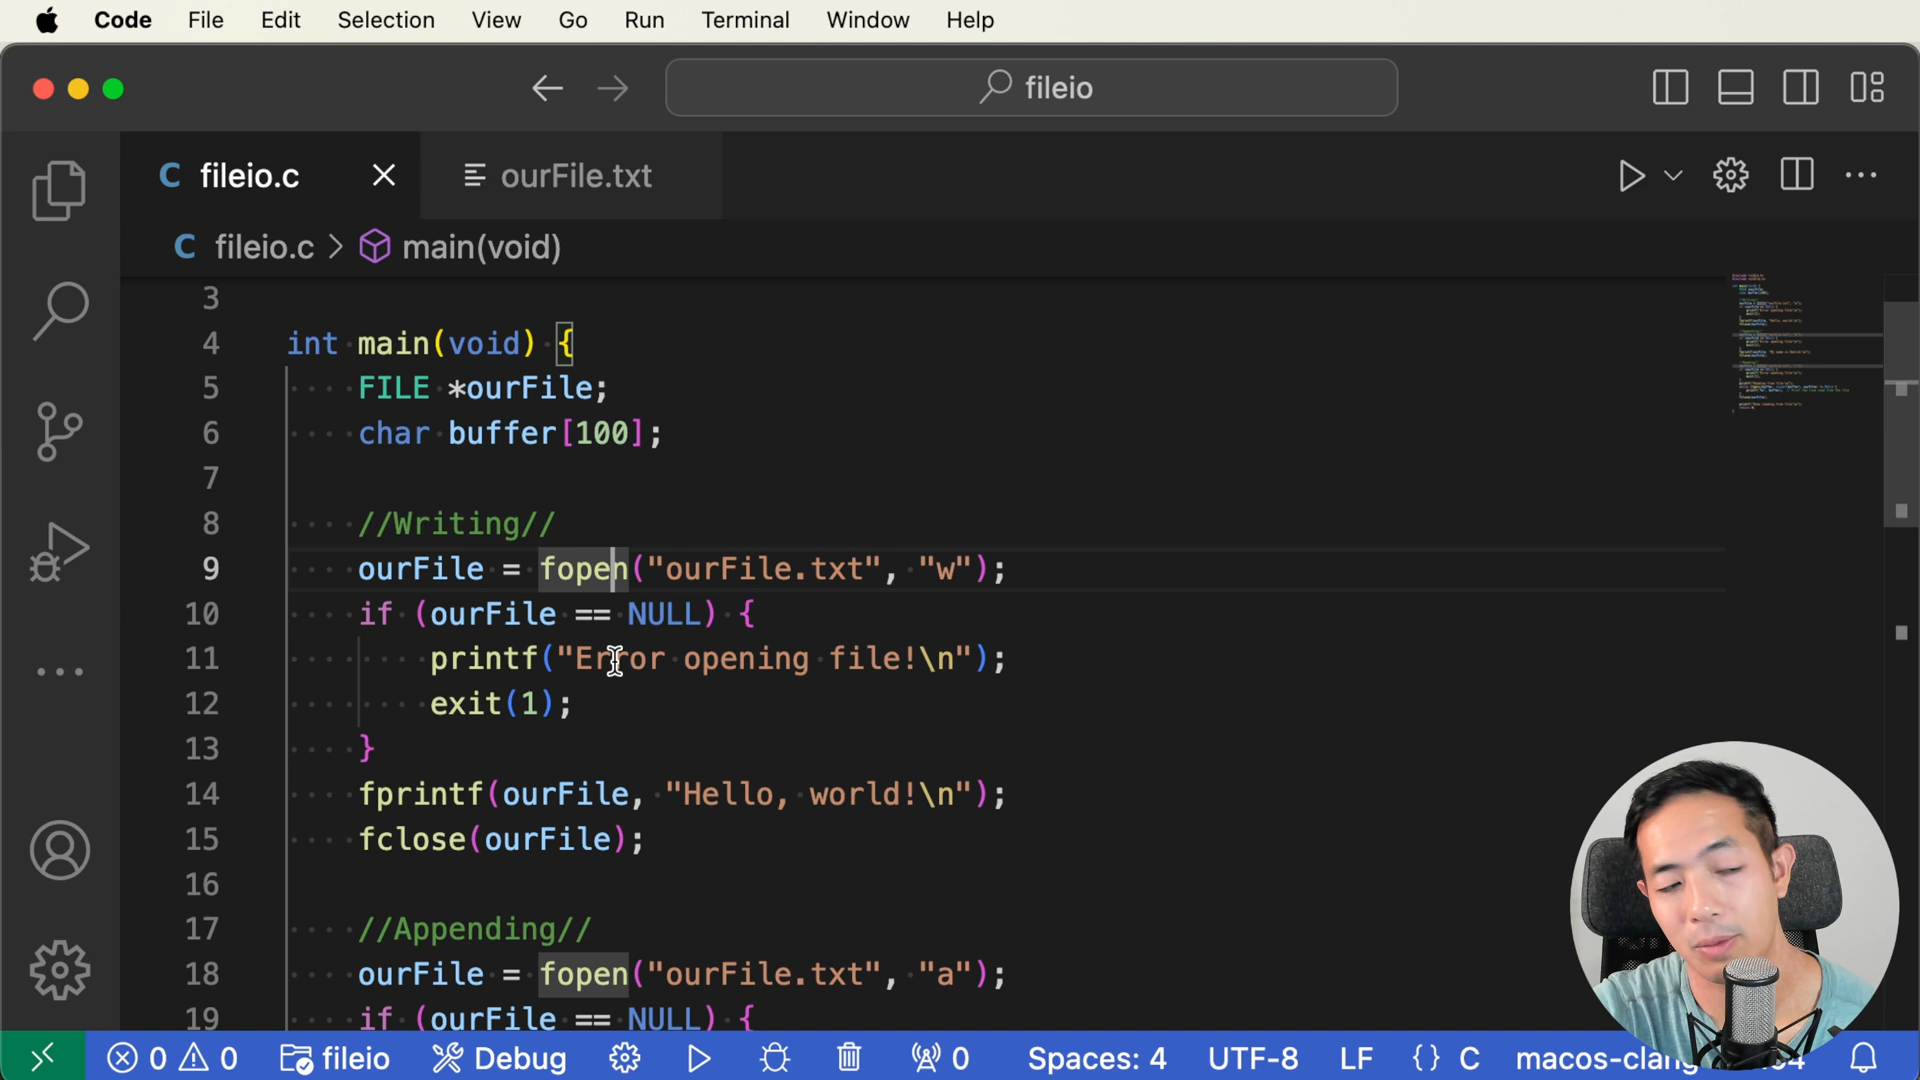 Code File Edit Selection View Go Run Terminal Window Help
fileio
C fileio.c ourFile.txt
C fileio.c > main(void)
3
4 int main(void) {
5 FILE *ourFile;
6 char buffer[100];
7
8 //Writing//
9 ourFile = fopen("ourFile.txt", "w");
10 if (ourFile == NULL) {
11 printf("Error opening file!\n");
12 exit(1);
13 }
14 fprintf(ourFile, "Hello, world!\n");
15 fclose(ourFile);
16
17 //Appending//
18 ourFile = fopen("ourFile.txt", "a");
19 if (ourFile == NULL) {
0 0 fileio Debug 0 Spaces: 4 UTF-8 LF {} C